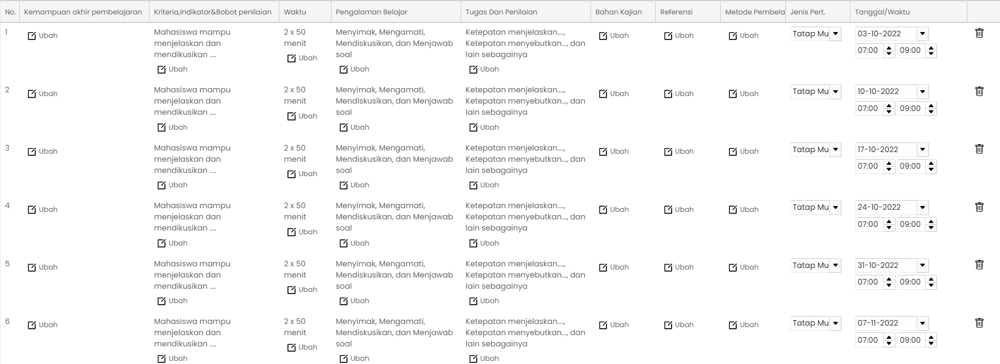 No. Kemampuan akhir pembelajaran Kriteria,Indikator&Bobot penilaian Waktu Pengalaman Belajar Tugas Dan Penilaian Bahan Kajian Referensi Metode Pembela Jenis Pert. Tanggal/Waktu
1 Ubah Mahasiswa mampu 2 x 50 Menyimak, Mengamati, Ketepatan menjelaskan...., Ubah Ubah Ubah Tatap Mu 03-10-2022
menjelaskan dan menit Mendiskusikan, dan Menjawab Ketepatan menyebutkan..., dan 07:00 09:00
mendikusikan .... Ubah soal lain sebagainya
Ubah Ubah Ubah
2 Ubah Mahasiswa mampu 2 x 50 Menyimak, Mengamati, Ketepatan menjelaskan...., Ubah Ubah Ubah Tatap Mu 10-10-2022
menjelaskan dan menit Mendiskusikan, dan Menjawab Ketepatan menyebutkan..., dan 07:00 09:00
mendikusikan .... Ubah soal lain sebagainya
Ubah Ubah Ubah
3 Ubah Mahasiswa mampu 2 x 50 Menyimak, Mengamati, Ketepatan menjelaskan...., Ubah Ubah Ubah Tatap Mu 17-10-2022
menjelaskan dan menit Mendiskusikan, dan Menjawab Ketepatan menyebutkan..., dan 07:00 09:00
mendikusikan .... Ubah soal lain sebagainya
Ubah Ubah Ubah
4 Ubah Mahasiswa mampu 2 x 50 Menyimak, Mengamati, Ketepatan menjelaskan...., Ubah Ubah Ubah Tatap Mu 24-10-2022
menjelaskan dan menit Mendiskusikan, dan Menjawab Ketepatan menyebutkan..., dan 07:00 09:00
mendikusikan .... Ubah soal lain sebagainya
Ubah Ubah Ubah
5 Ubah Mahasiswa mampu 2 x 50 Menyimak, Mengamati, Ketepatan menjelaskan...., Ubah Ubah Ubah Tatap Mu 31-10-2022
menjelaskan dan menit Mendiskusikan, dan Menjawab Ketepatan menyebutkan..., dan 07:00 09:00
mendikusikan .... Ubah soal lain sebagainya
Ubah Ubah Ubah
6 Ubah Mahasiswa mampu 2 x 50 Menyimak, Mengamati, Ketepatan menjelaskan...., Ubah Ubah Ubah Tatap Mu 07-11-2022
menjelaskan dan menit Mendiskusikan, dan Menjawab Ketepatan menyebutkan..., dan 07:00 09:00
mendikusikan .... Ubah soal lain sebagainya
Ubah Ubah Ubah